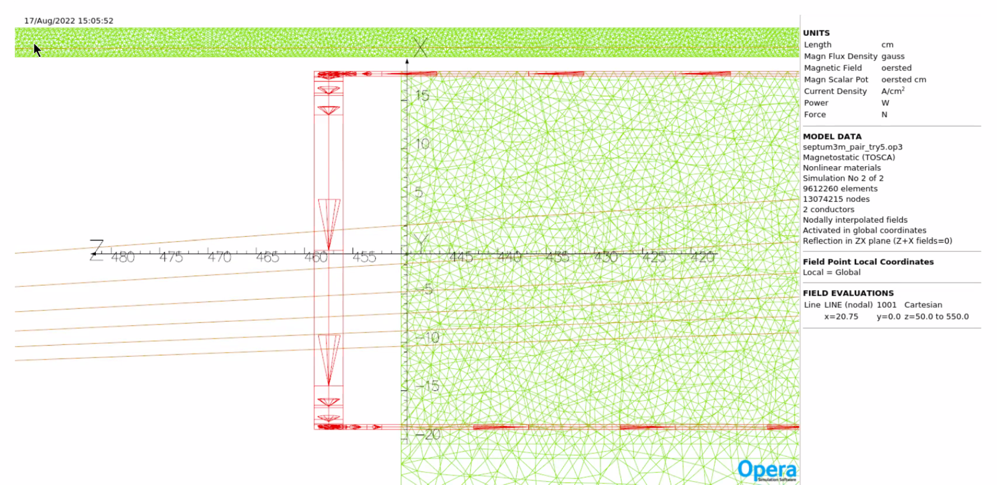 17/Aug/2022 15:05:52
X
15
10
5
Y
Z
480
475
470
465
460
455
445
440
435
430
425
420
-5
-10
-15
-20
UNITS
Length cm
Magn Flux Density gauss
Magnetic Field oersted
Magn Scalar Pot oersted cm
Current Density A/cm²
Power W
Force N
MODEL DATA
septum3m_pair_try5.op3
Magnetostatic (TOSCA)
Nonlinear materials
Simulation No 2 of 2
9612260 elements
13074215 nodes
2 conductors
Nodally interpolated fields
Activated in global coordinates
Reflection in ZX plane (Z+X fields=0)
Field Point Local Coordinates
Local = Global
FIELD EVALUATIONS
Line LINE (nodal) 1001 Cartesian
x=20.75 y=0.0 z=50.0 to 550.0
Opera
Simulation Software